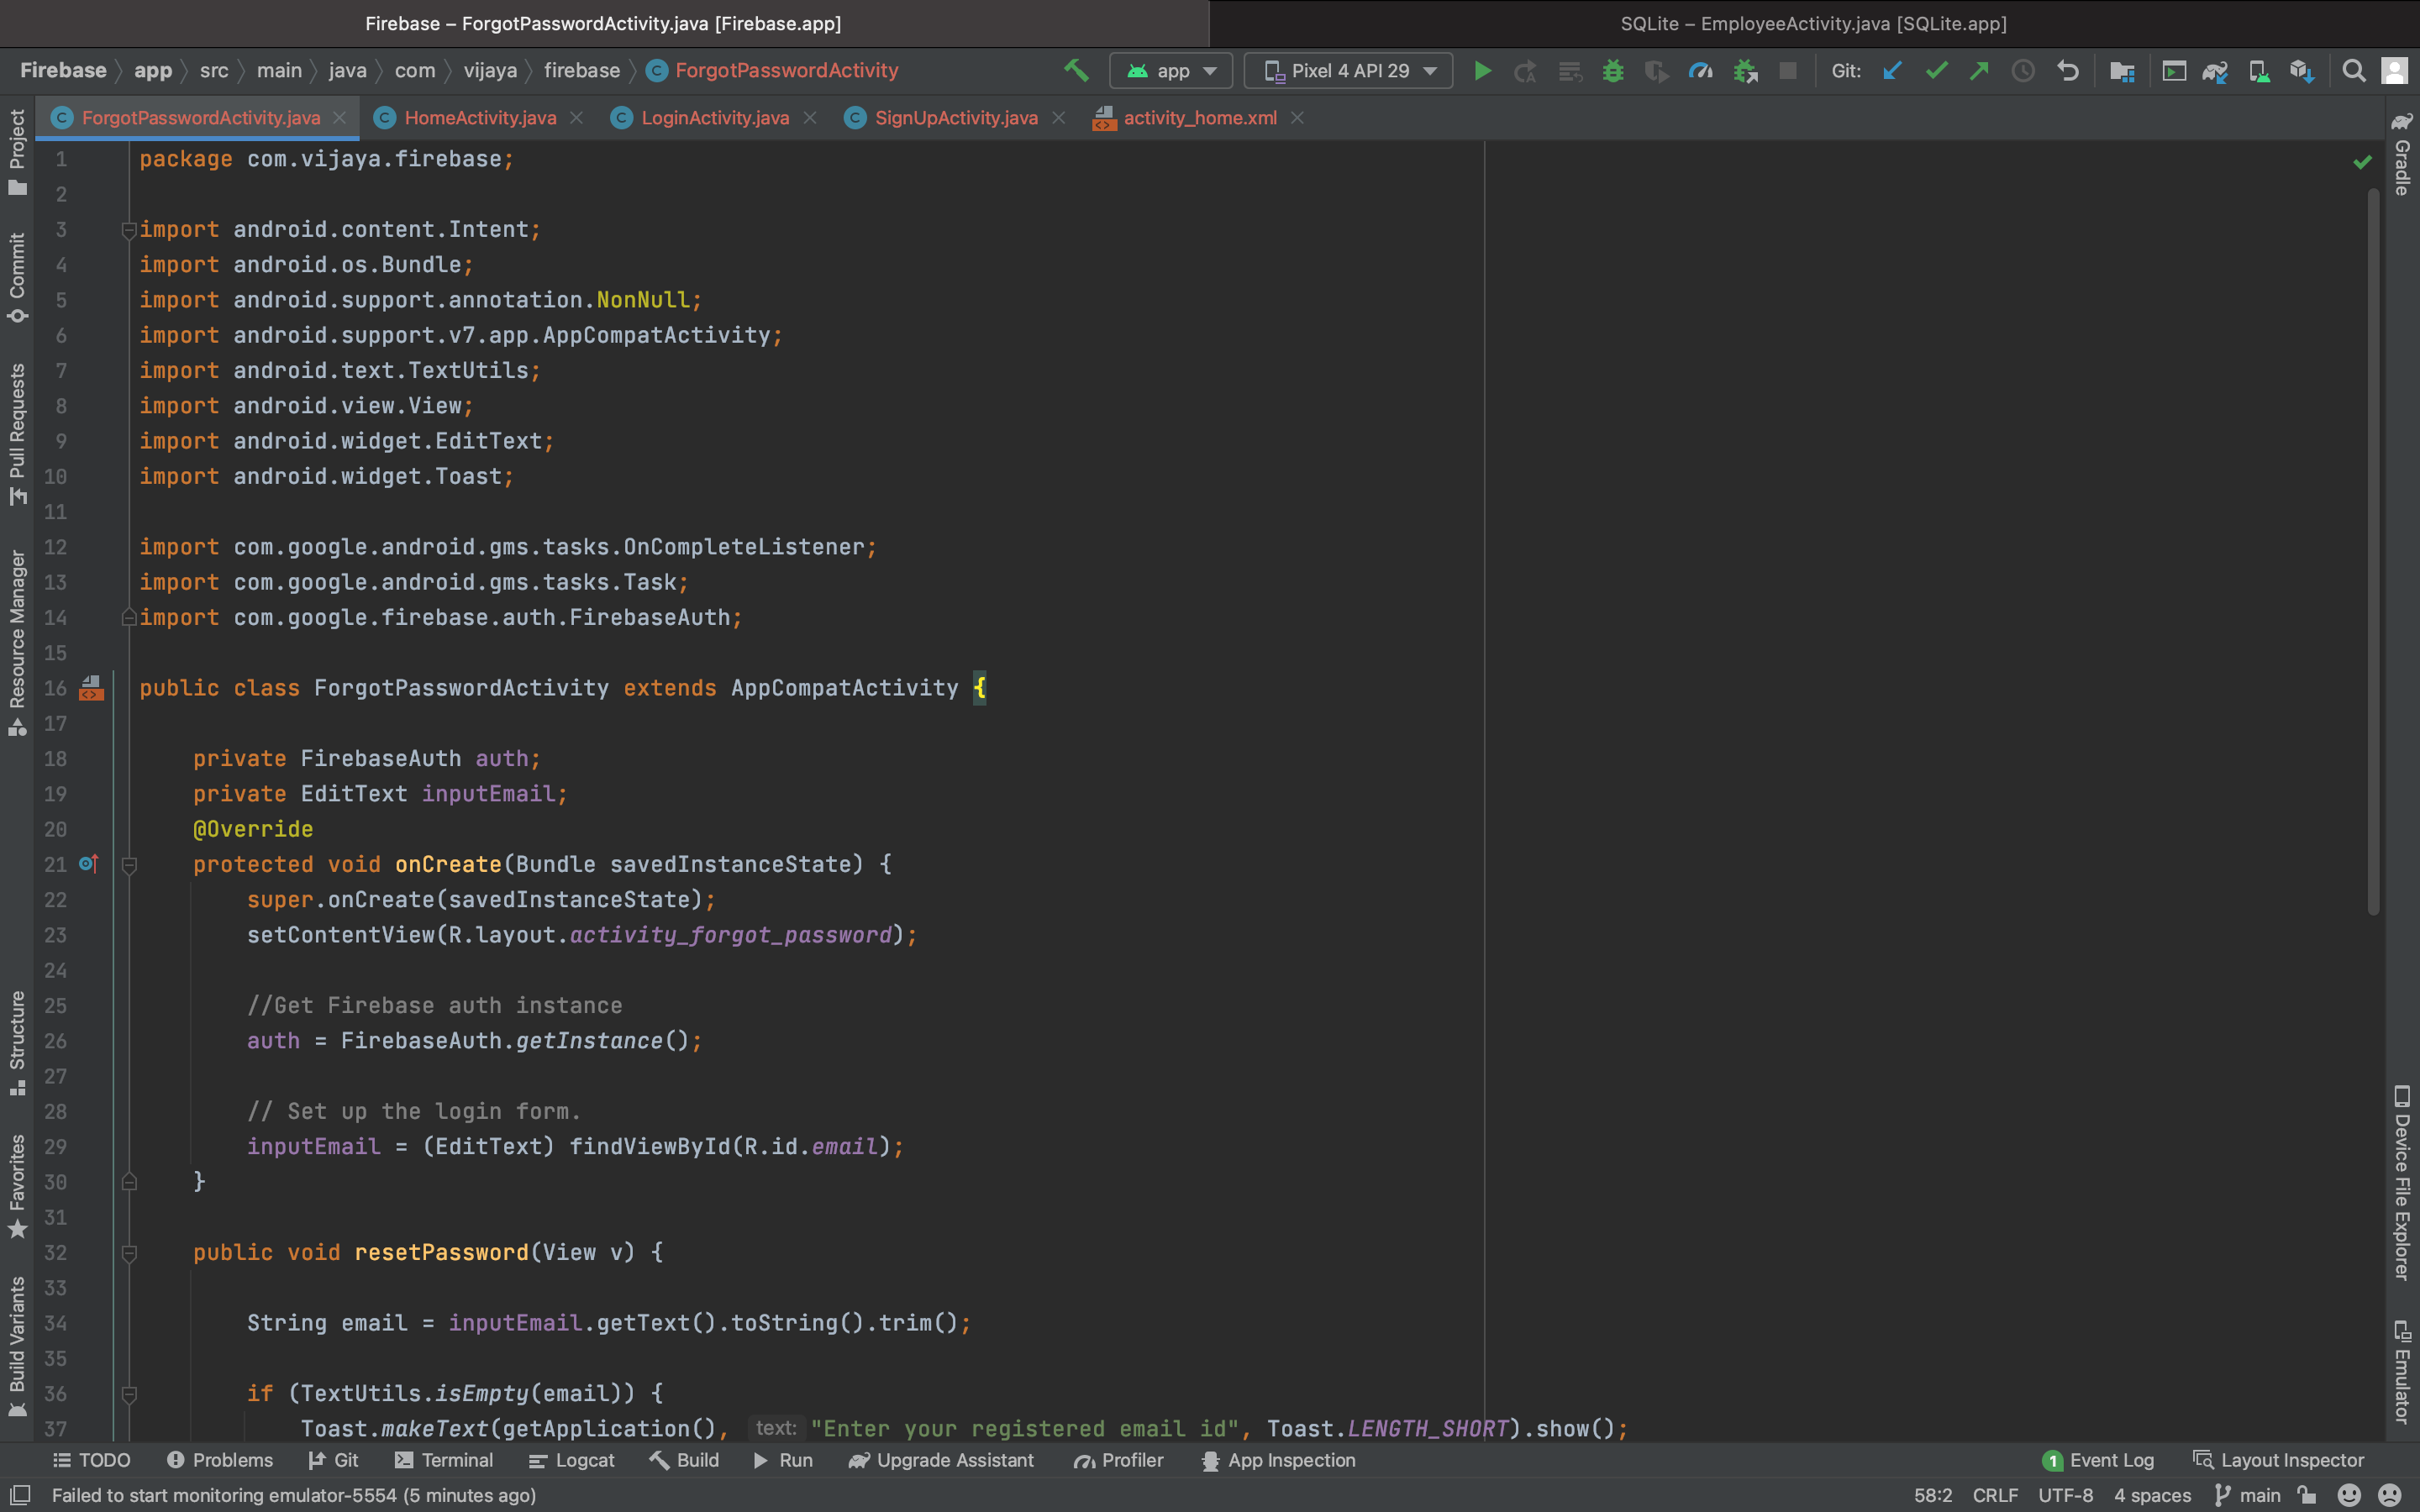 Firebase – ForgotPasswordActivity.java [Firebase.app]
SQLite – EmployeeActivity.java [SQLite.app]
Firebase app src main java com vijaya firebase ForgotPasswordActivity
app
Pixel 4 API 29
Git:
ForgotPasswordActivity.java
HomeActivity.java
LoginActivity.java
SignUpActivity.java
activity_home.xml
Project
Commit
Pull Requests
Resource Manager
Structure
Favorites
Build Variants
1 package com.vijaya.firebase;
2
3 import android.content.Intent;
4 import android.os.Bundle;
5 import android.support.annotation.NonNull;
6 import android.support.v7.app.AppCompatActivity;
7 import android.text.TextUtils;
8 import android.view.View;
9 import android.widget.EditText;
10 import android.widget.Toast;
11
12 import com.google.android.gms.tasks.OnCompleteListener;
13 import com.google.android.gms.tasks.Task;
14 import com.google.firebase.auth.FirebaseAuth;
15
16 public class ForgotPasswordActivity extends AppCompatActivity {
17
18 private FirebaseAuth auth;
19 private EditText inputEmail;
20 @Override
21 protected void onCreate(Bundle savedInstanceState) {
22 super.onCreate(savedInstanceState);
23 setContentView(R.layout.activity_forgot_password);
24
25 //Get Firebase auth instance
26 auth = FirebaseAuth.getInstance();
27
28 // Set up the login form.
29 inputEmail = (EditText) findViewById(R.id.email);
30 }
31
32 public void resetPassword(View v) {
33
34 String email = inputEmail.getText().toString().trim();
35
36 if (TextUtils.isEmpty(email)) {
37 Toast.makeText(getApplication(), text: "Enter your registered email id", Toast.LENGTH_SHORT).show();
Gradle
Device File Explorer
Emulator
TODO Problems Git Terminal Logcat Build Run Upgrade Assistant Profiler App Inspection
1 Event Log Layout Inspector
Failed to start monitoring emulator-5554 (5 minutes ago)
58:2 CRLF UTF-8 4 spaces main